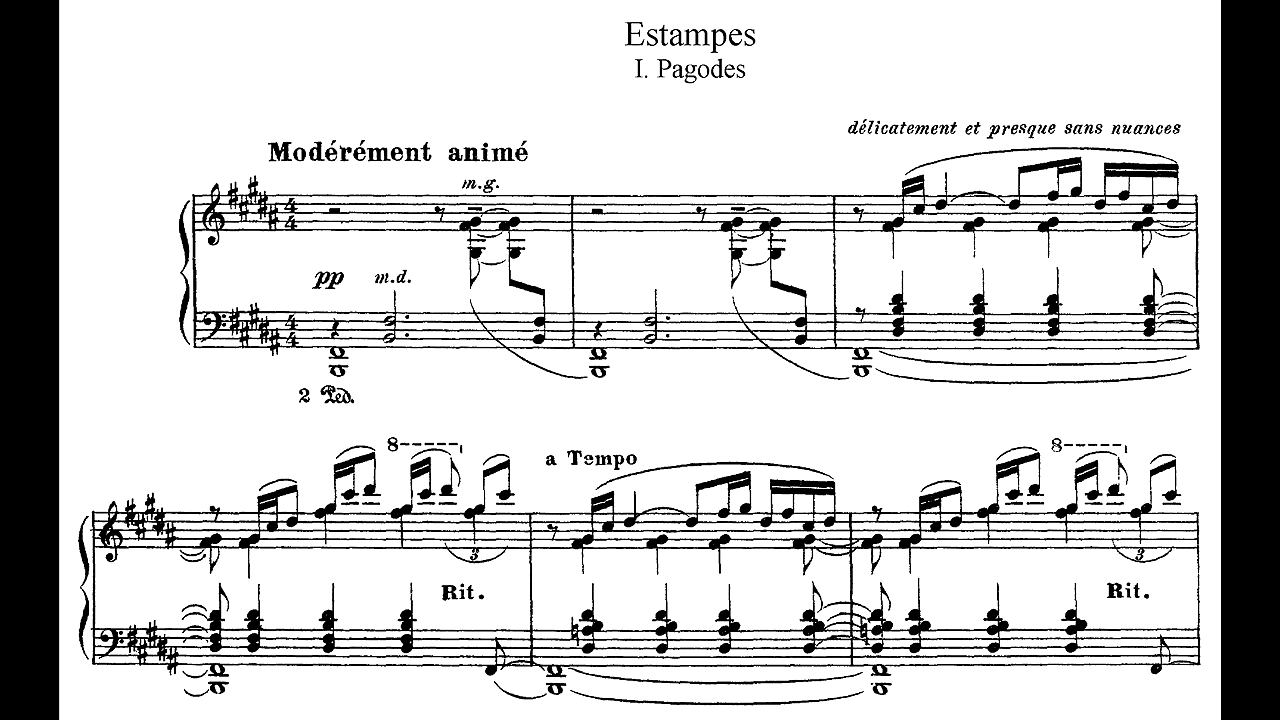 Estampes
I. Pagodes
délicatement et presque sans nuances
Modérément animé
m.g.
pp m.d.
2 Ped.
8
8
a Tempo
3
3
Rit.
Rit.